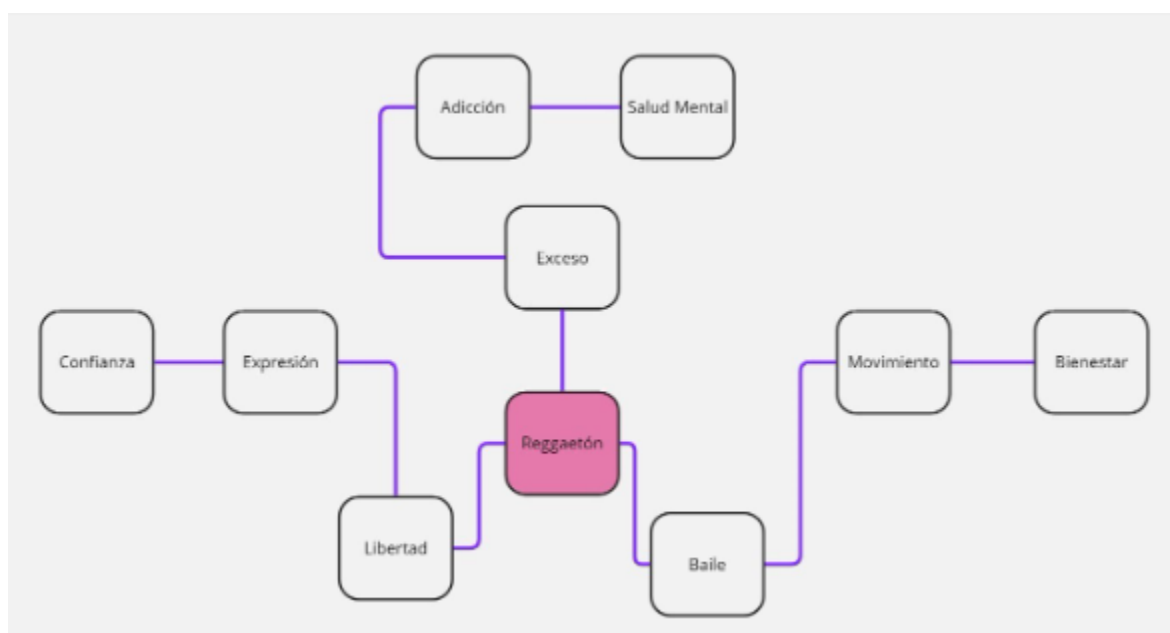 Adicción
Salud Mental
Exceso
Confianza
Expresión
Movimiento
Bienestar
Reggaetón
Libertad
Baile